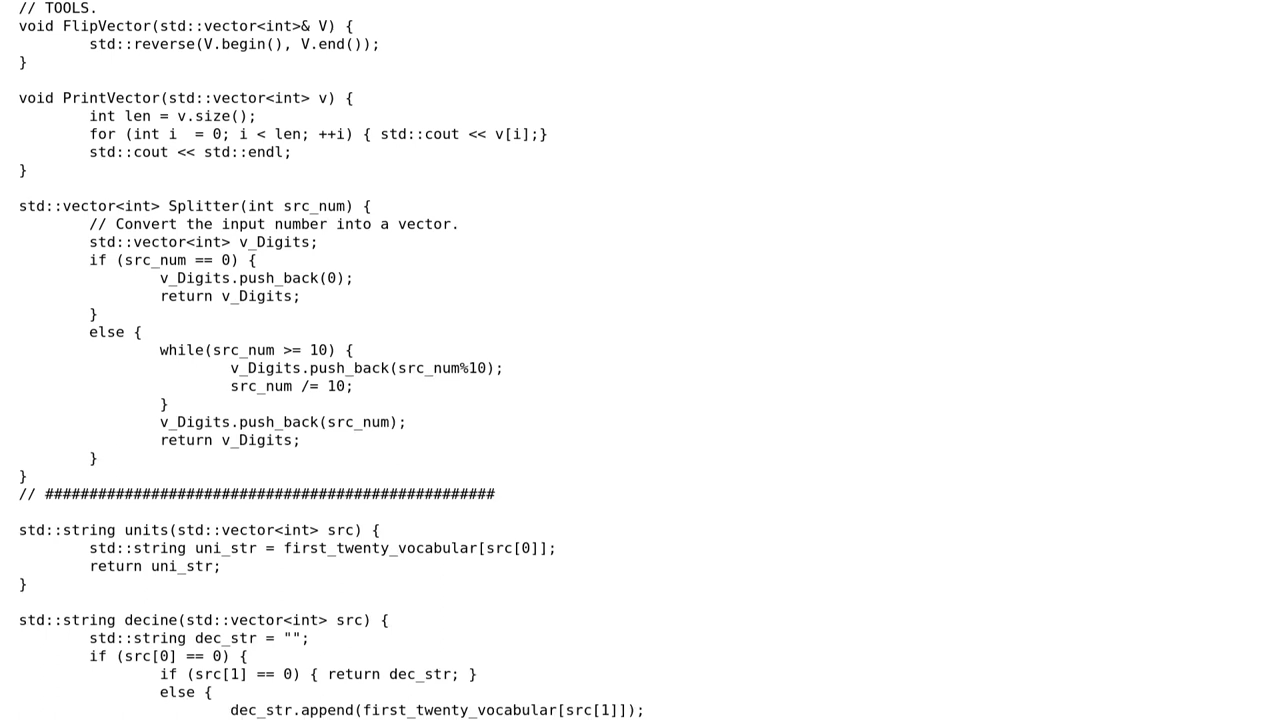 // TOOLS.
void FlipVector(std::vector<int>& V) {
        std::reverse(V.begin(), V.end());
}

void PrintVector(std::vector<int> v) {
        int len = v.size();
        for (int i  = 0; i < len; ++i) { std::cout << v[i];}
        std::cout << std::endl;
}

std::vector<int> Splitter(int src_num) {
        // Convert the input number into a vector.
        std::vector<int> v_Digits;
        if (src_num == 0) {
                v_Digits.push_back(0);
                return v_Digits;
        }
        else {
                while(src_num >= 10) {
                        v_Digits.push_back(src_num%10);
                        src_num /= 10;
                }
                v_Digits.push_back(src_num);
                return v_Digits;
        }
}
// ###################################################

std::string units(std::vector<int> src) {
        std::string uni_str = first_twenty_vocabular[src[0]];
        return uni_str;
}

std::string decine(std::vector<int> src) {
        std::string dec_str = "";
        if (src[0] == 0) {
                if (src[1] == 0) { return dec_str; }
                else {
                        dec_str.append(first_twenty_vocabular[src[1]]);